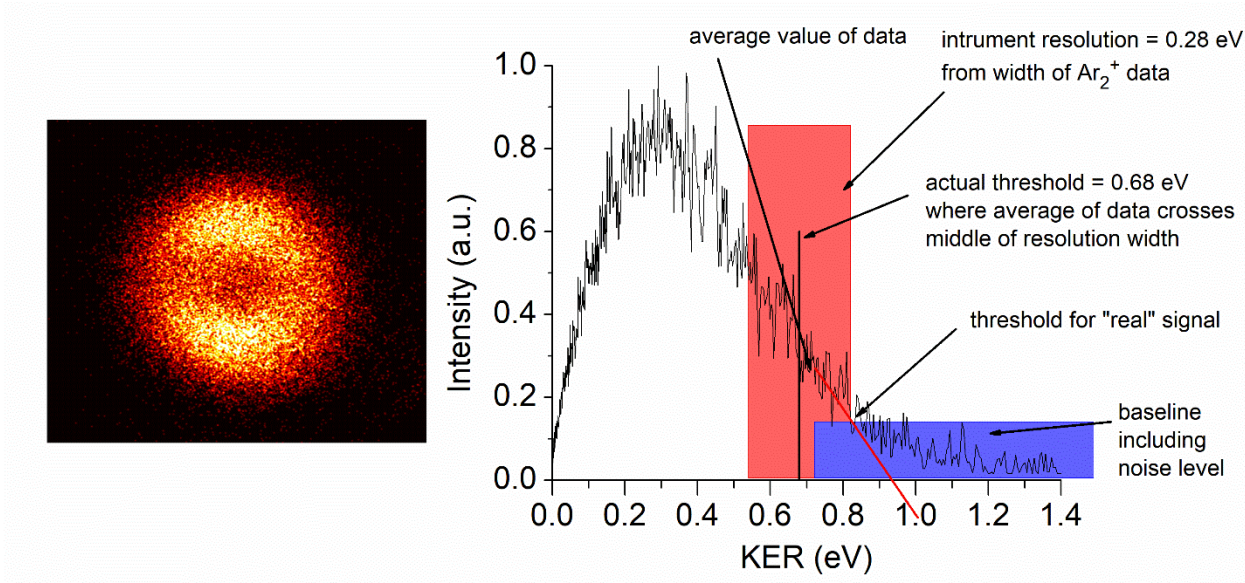 average value of data
intrument resolution = 0.28 eV
from width of Ar₂⁺ data
actual threshold = 0.68 eV
where average of data crosses
middle of resolution width
threshold for "real" signal
baseline
including
noise level
Intensity (a.u.)
1.0
0.8
0.6
0.4
0.2
0.0
0.0 0.2 0.4 0.6 0.8 1.0 1.2 1.4
KER (eV)